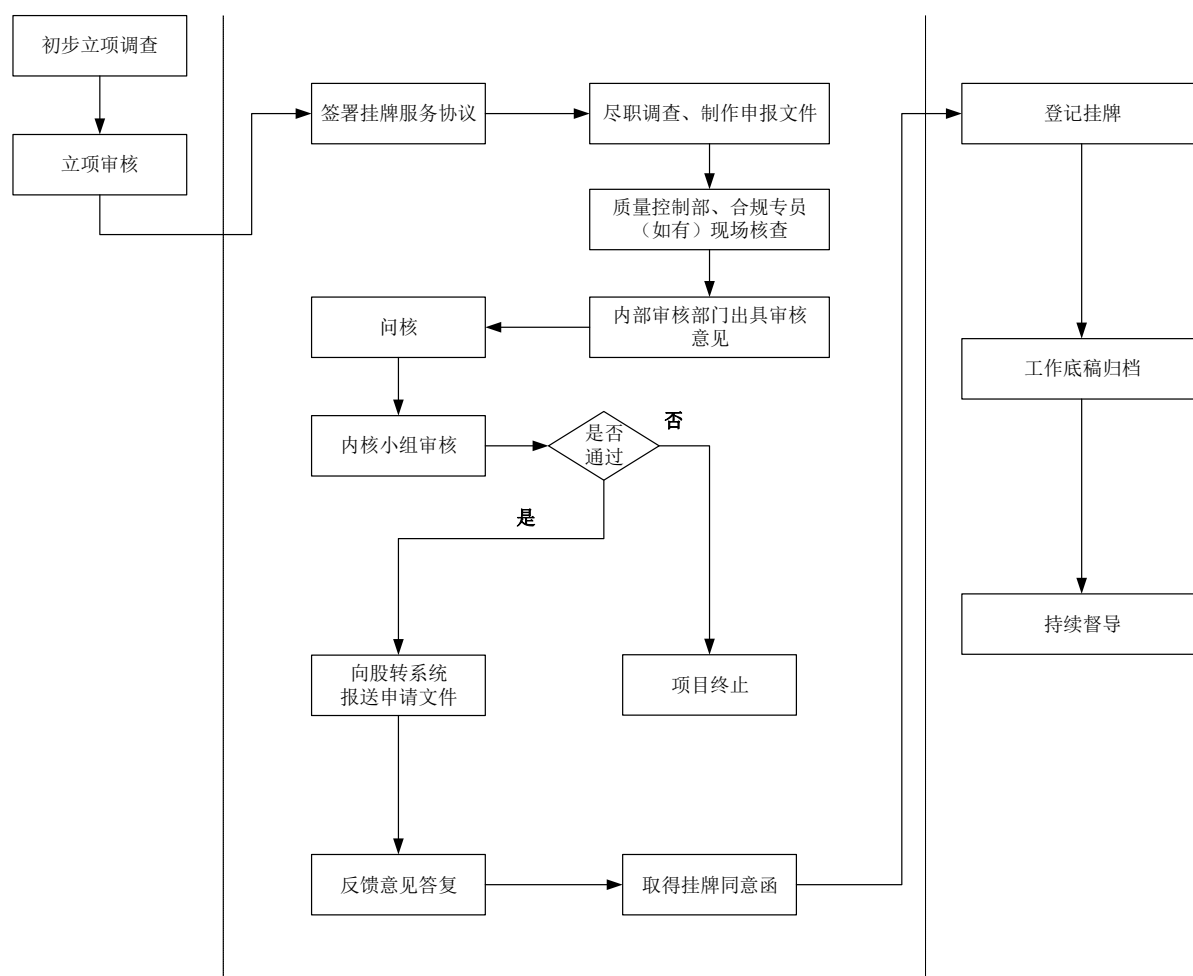 初步立项调查
立项审核
签署挂牌服务协议
尽职调查、制作申报文件
质量控制部、合规专员
（如有）现场核查
内部审核部门出具审核
意见
问核
内核小组审核
是否
通过
否
是
向股转系统
报送申请文件
项目终止
反馈意见答复
取得挂牌同意函
登记挂牌
工作底稿归档
持续督导